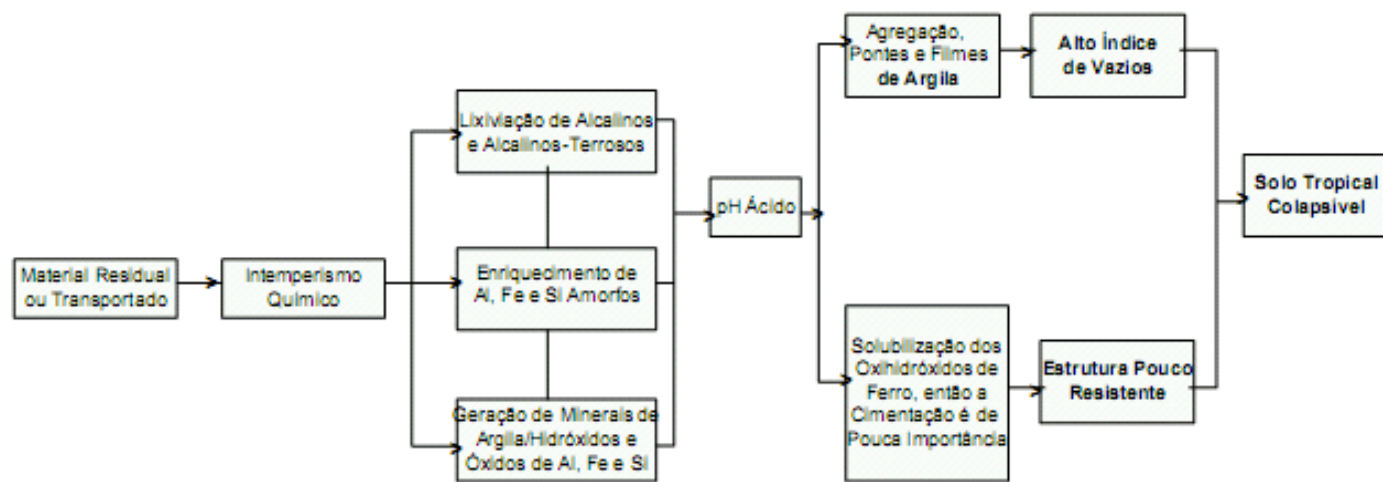 Material Residual
ou Transportado
Intemperismo
Químico
Lixiviação de Alcalinos
e Alcalinos-Terrosos
Enriquecimento de
Al, Fe e Si Amorfos
Geração de Minerais de
Argila/Hidróxidos e
Óxidos de Al, Fe e Si
pH Ácido
Agregação,
Pontes e Filmes
de Argila
Alto Índice
de Vazios
Solubilização dos
Oxihidróxidos de
Ferro, então a
Cimentação é de
Pouca Importância
Estrutura Pouco
Resistente
Solo Tropical
Colapsível